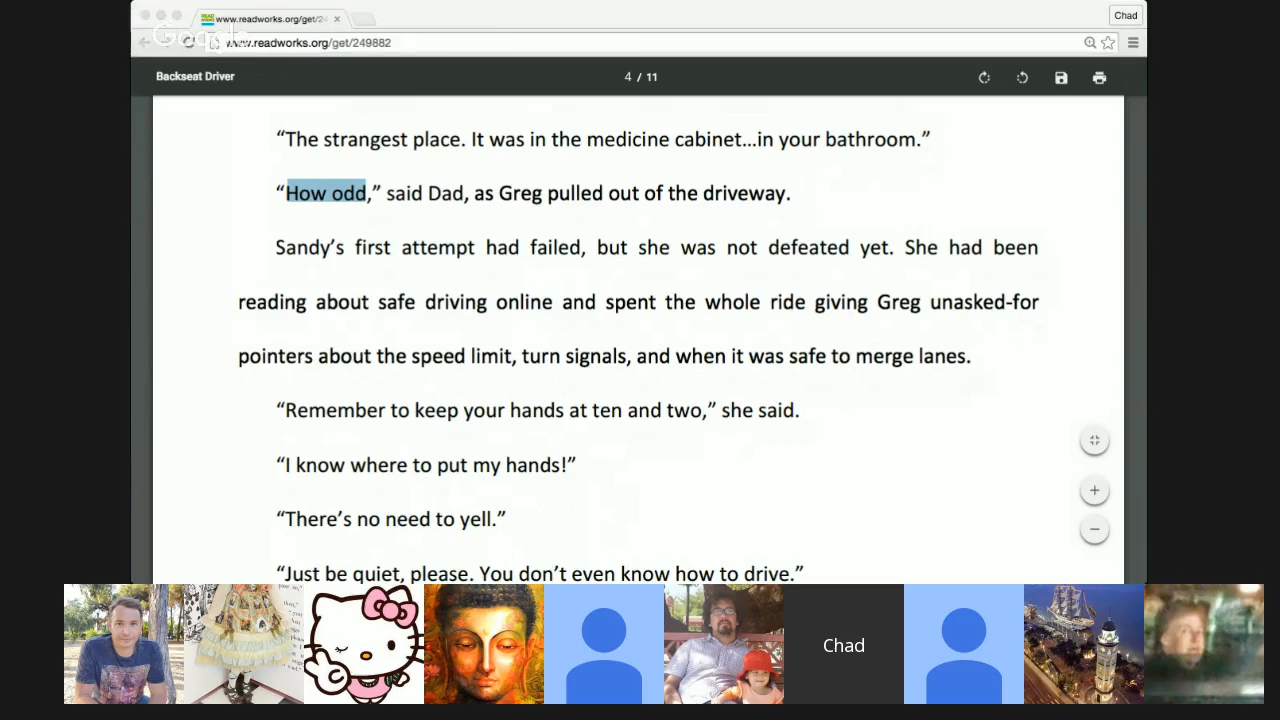 www.readworks.org/get/24
Chad
Google
www.readworks.org/get/249882
Backseat Driver
4 / 11
“The strangest place. It was in the medicine cabinet…in your bathroom.”
“How odd,” said Dad, as Greg pulled out of the driveway.
Sandy’s first attempt had failed, but she was not defeated yet. She had been
reading about safe driving online and spent the whole ride giving Greg unasked-for
pointers about the speed limit, turn signals, and when it was safe to merge lanes.
“Remember to keep your hands at ten and two,” she said.
“I know where to put my hands!”
“There’s no need to yell.”
“Just be quiet, please. You don’t even know how to drive.”
Chad